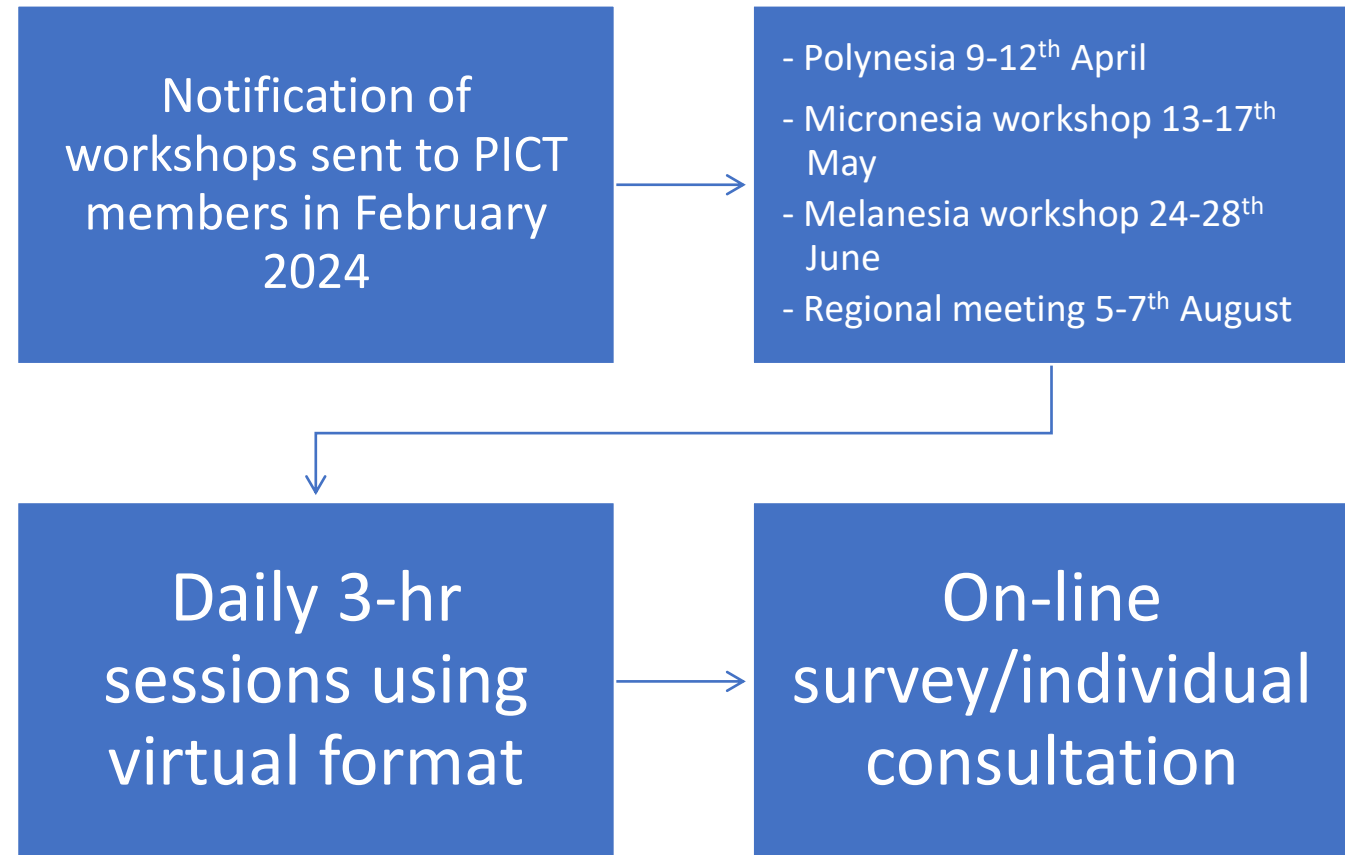 Notification of
workshops sent to PICT
members in February
2024
- Polynesia 9-12th April
- Micronesia workshop 13-17th
May
- Melanesia workshop 24-28th
June
- Regional meeting 5-7th August
Daily 3-hr
sessions using
virtual format
On-line
survey/individual
consultation